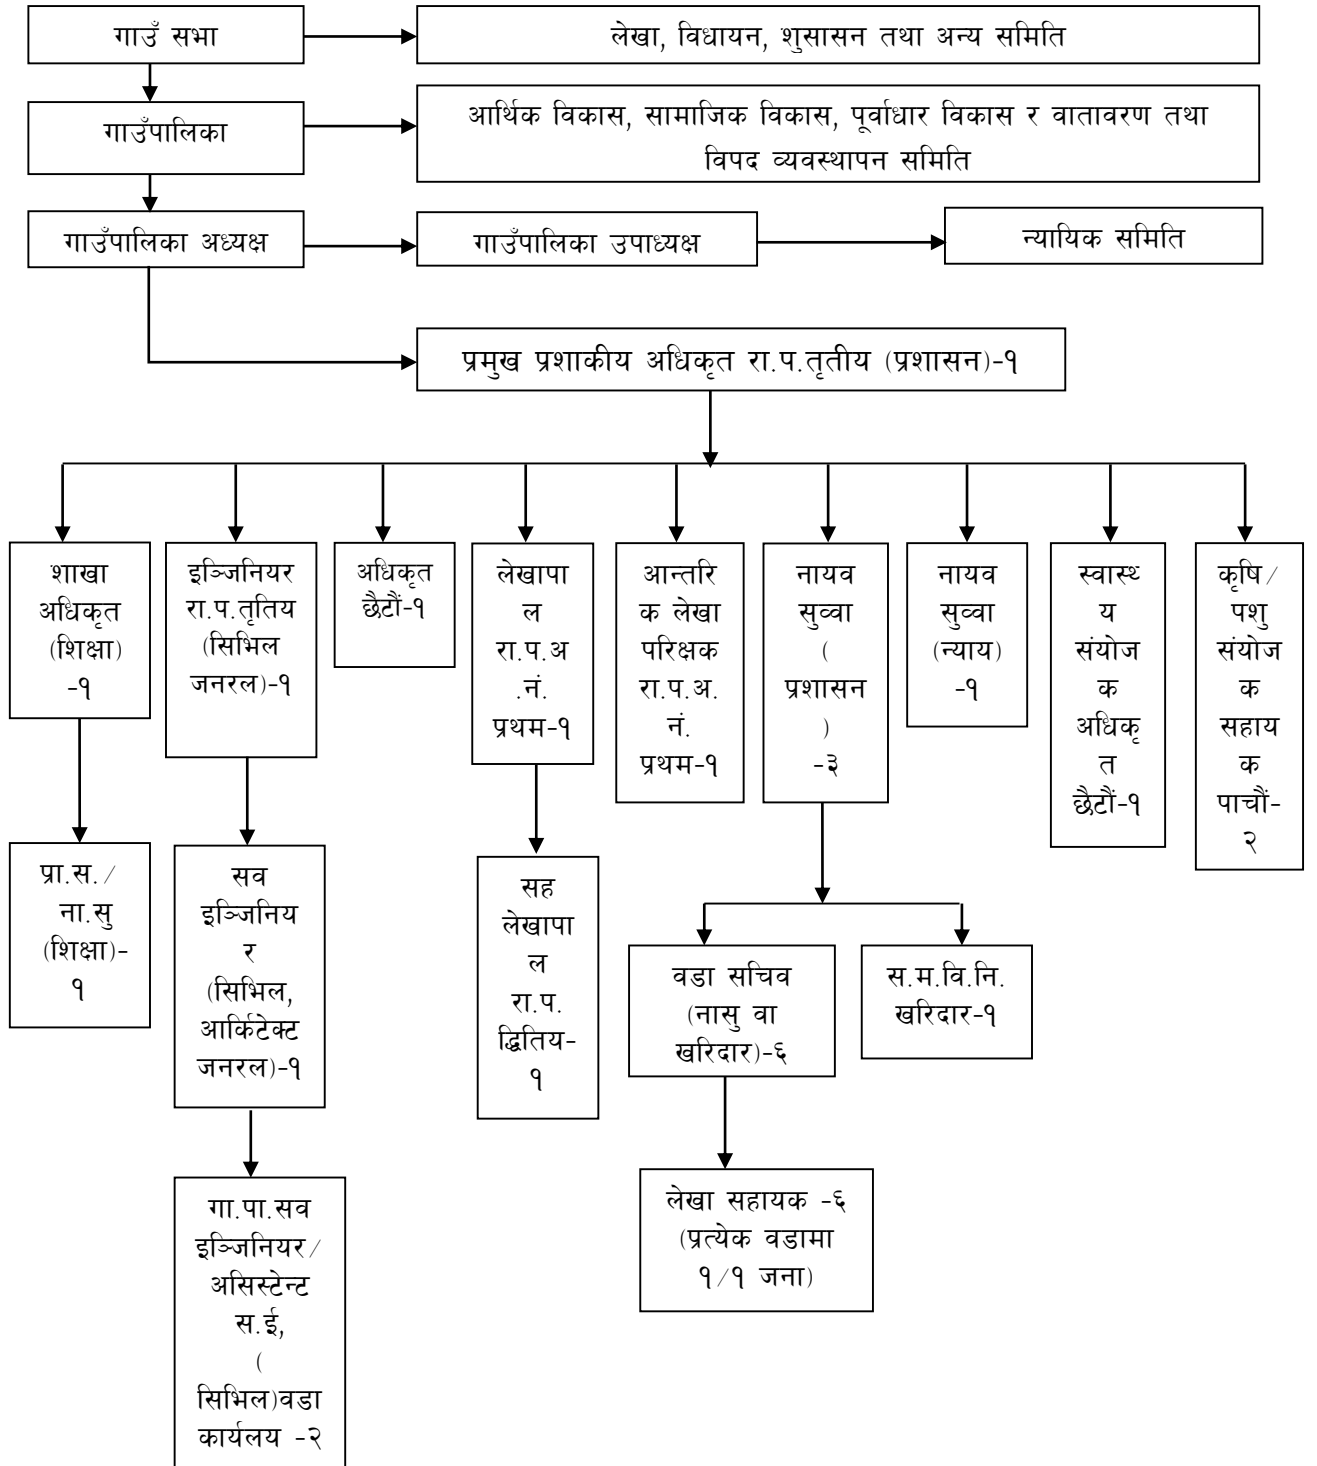 गाउँ सभा
लेखा, विधायन, शुसासन तथा अन्य समिति
गाउँपालिका
आर्थिक विकास, सामाजिक विकास, पूर्वाधार विकास र वातावरण तथा
विपद व्यवस्थापन समिति
गाउँपालिका अध्यक्ष
गाउँपालिका उपाध्यक्ष
न्यायिक समिति
प्रमुख प्रशाकीय अधिकृत रा.प.तृतीय (प्रशासन)-१
शाखा
अधिकृत
(शिक्षा)
-१
इञ्जिनियर
रा.प.तृतिय
(सिभिल
जनरल)-१
अधिकृत
छैटौं-१
लेखापा
ल
रा.प.अ
.नं.
प्रथम-१
आन्तरि
क लेखा
परिक्षक
रा.प.अ.
नं.
प्रथम-१
नायव
सुव्वा
(
प्रशासन
)
-३
नायव
सुव्वा
(न्याय)
-१
स्वास्थ्
य
संयोज
क
अधिकृ
त
छैटौं-१
कृषि/
पशु
संयोज
क
सहाय
क
पाचौं-
२
प्रा.स./
ना.सु
(शिक्षा)-
१
सव
इञ्जिनिय
र
(सिभिल,
आर्किटेक्ट
जनरल)-१
सह
लेखापा
ल
रा.प.
द्धितिय-
१
वडा सचिव
(नासु वा
खरिदार)-६
स.म.वि.नि.
खरिदार-१
लेखा सहायक -६
(प्रत्येक वडामा
१/१ जना)
गा.पा.सव
इञ्जिनियर/
असिस्टेन्ट
स.ई,
(
सिभिल)वडा
कार्यलय -२